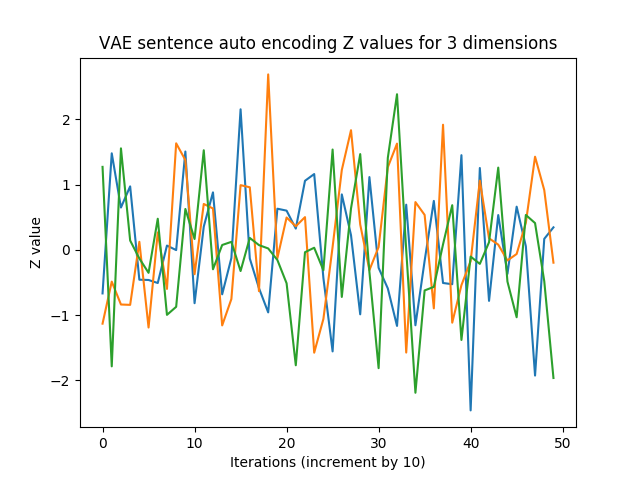 VAE sentence auto encoding Z values for 3 dimensions
Z value
2
1
0
−1
−2
0 10 20 30 40 50
Iterations (increment by 10)